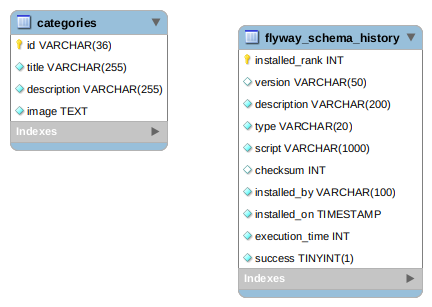 categories
id VARCHAR(36)
title VARCHAR(255)
description VARCHAR(255)
image TEXT
Indexes
flyway_schema_history
installed_rank INT
version VARCHAR(50)
description VARCHAR(200)
type VARCHAR(20)
script VARCHAR(1000)
checksum INT
installed_by VARCHAR(100)
installed_on TIMESTAMP
execution_time INT
success TINYINT(1)
Indexes